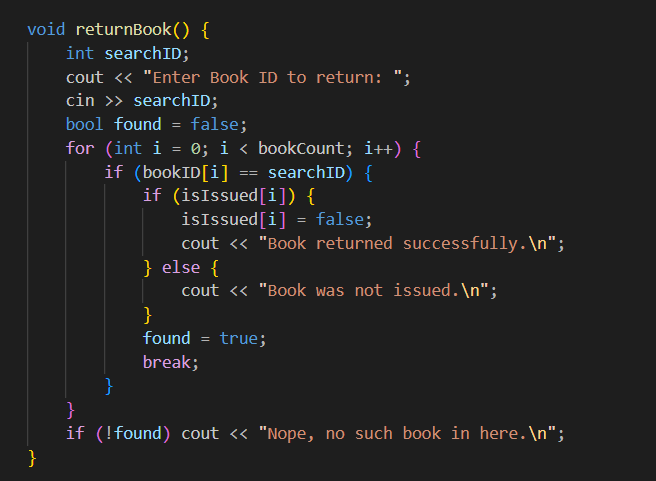 void returnBook() {
    int searchID;
    cout << "Enter Book ID to return: ";
    cin >> searchID;
    bool found = false;
    for (int i = 0; i < bookCount; i++) {
        if (bookID[i] == searchID) {
            if (isIssued[i]) {
                isIssued[i] = false;
                cout << "Book returned successfully.\n";
            } else {
                cout << "Book was not issued.\n";
            }
            found = true;
            break;
        }
    }
    if (!found) cout << "Nope, no such book in here.\n";
}